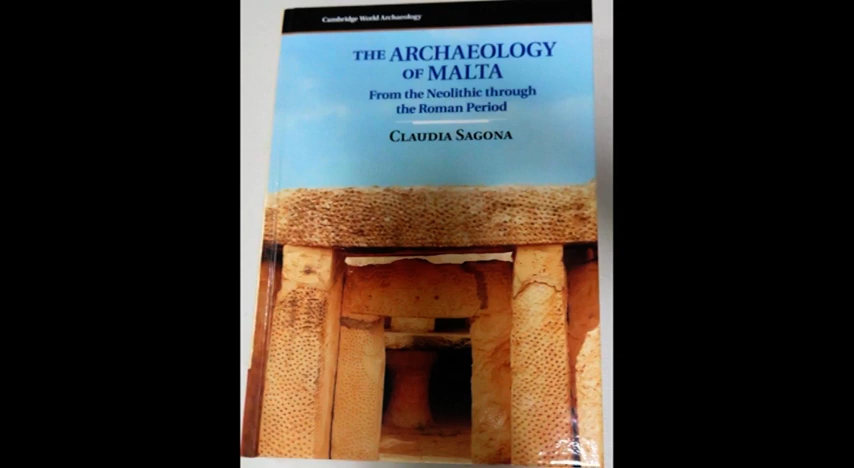 Cambridge World Archaeology
THE ARCHAEOLOGY
OF MALTA
From the Neolithic through
the Roman Period
CLAUDIA SAGONA